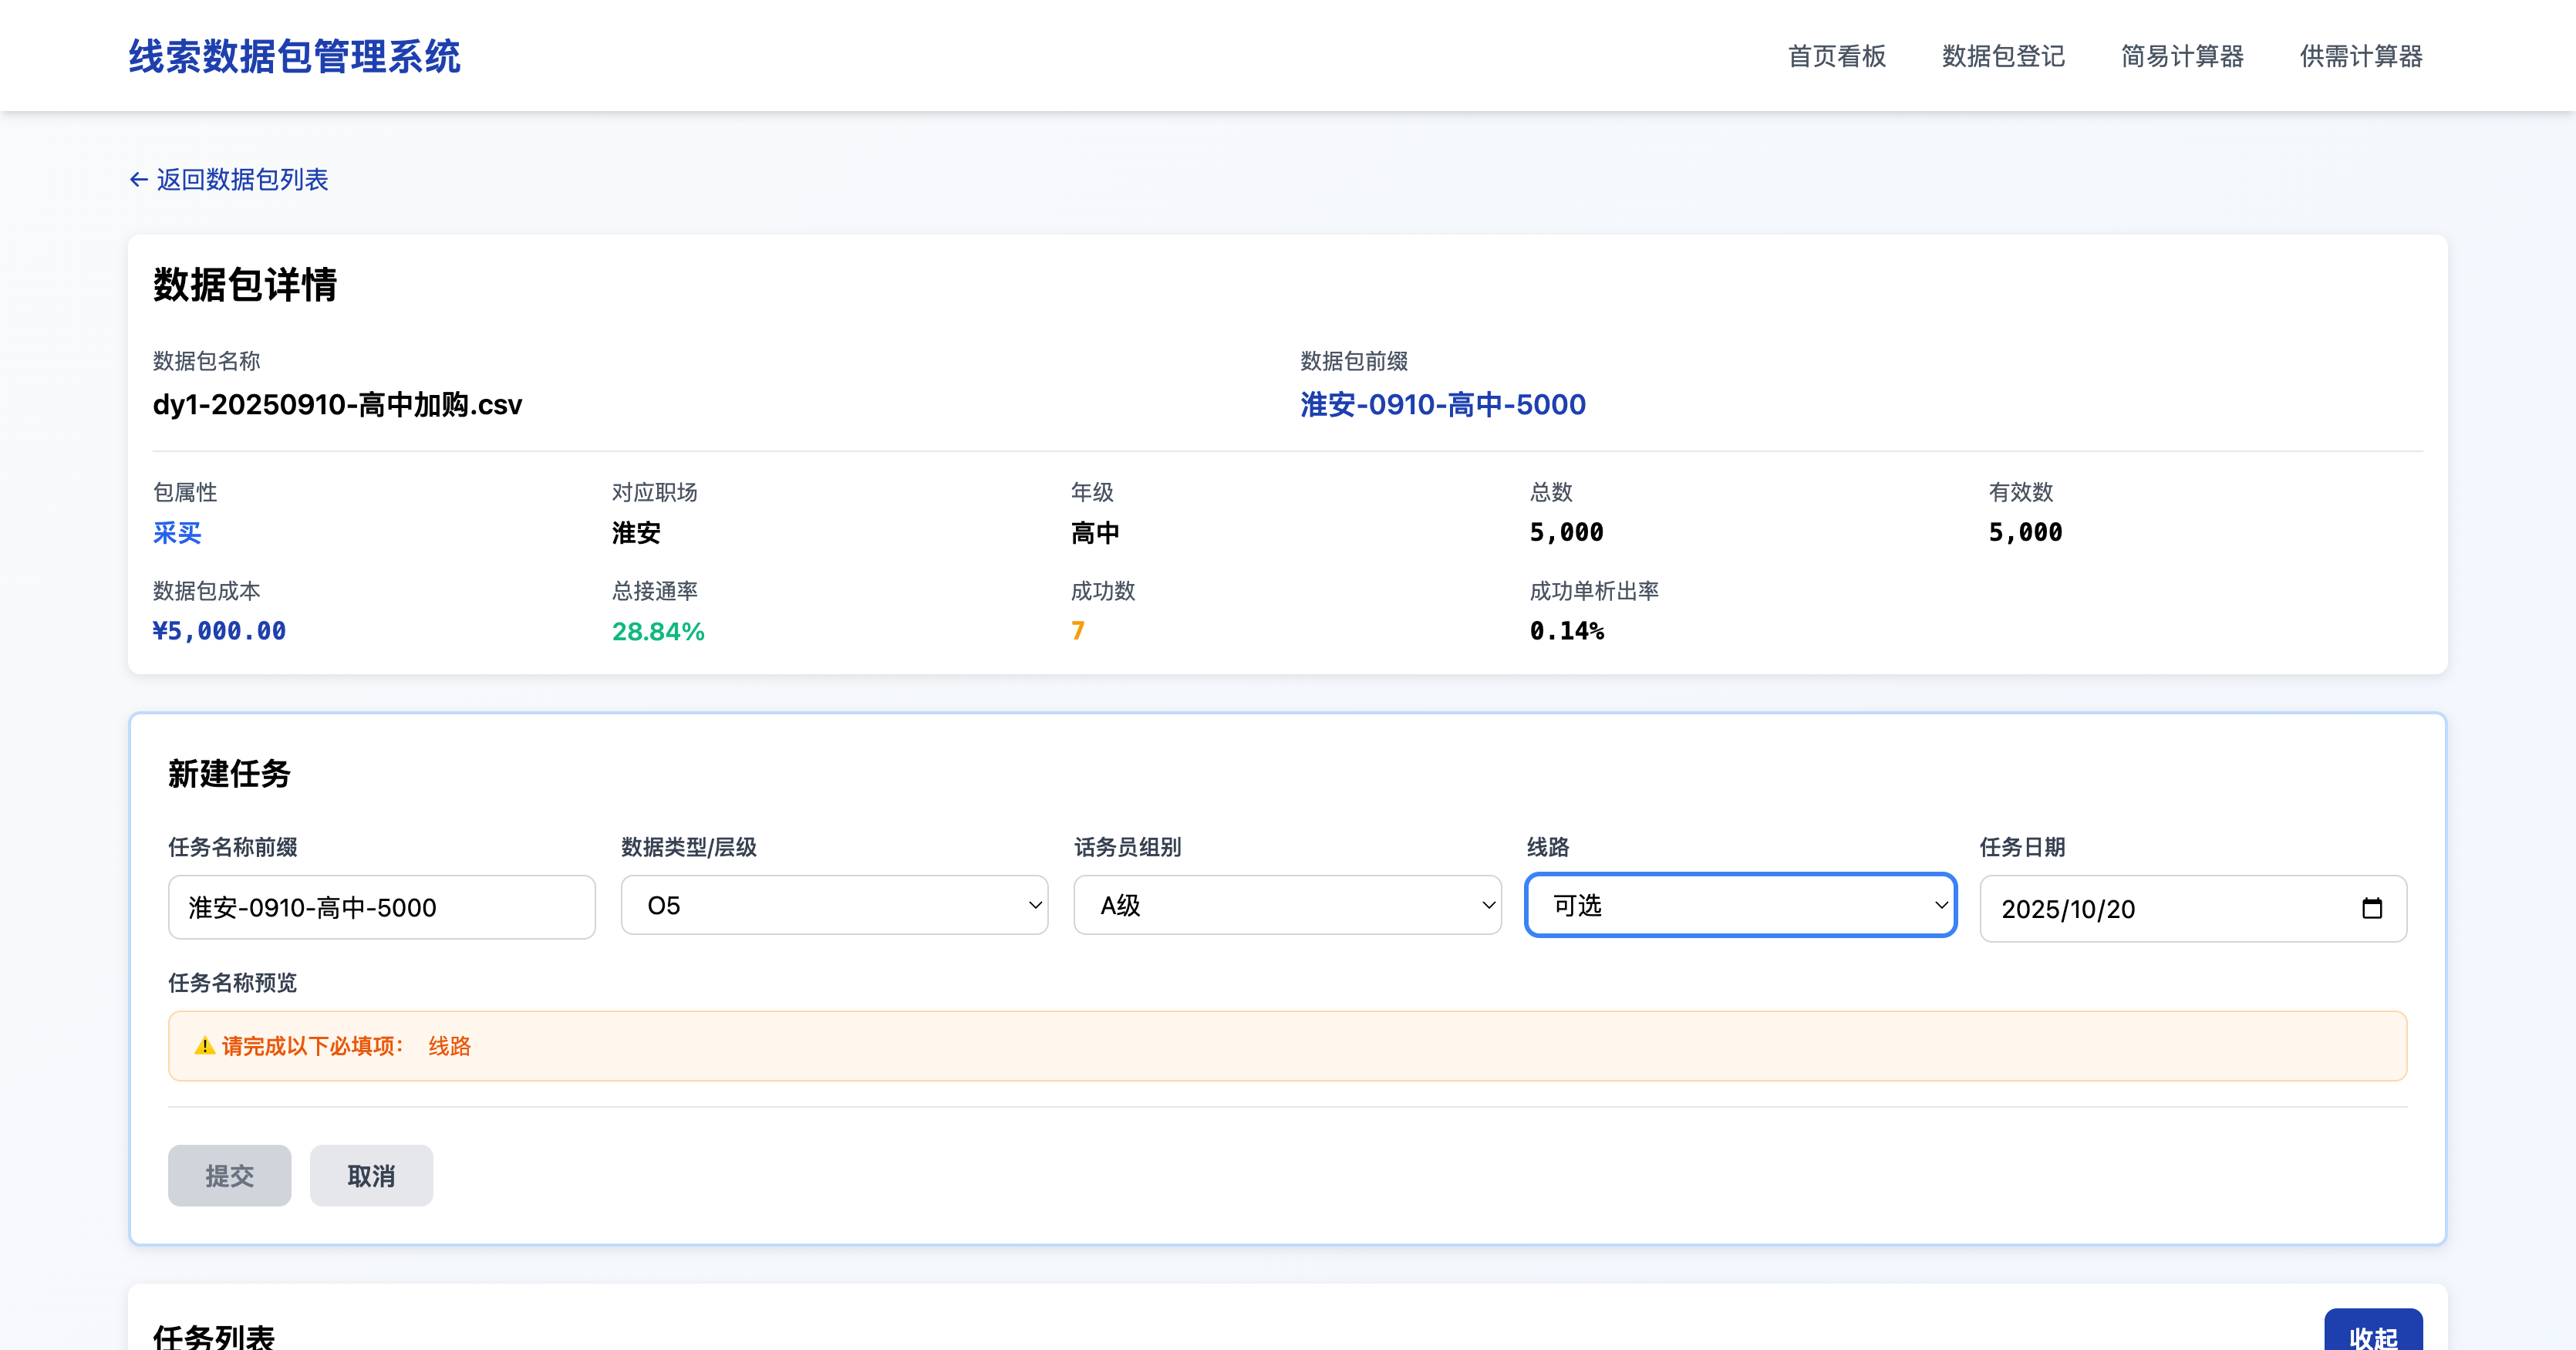 线索数据包管理系统
首页看板 数据包登记 简易计算器 供需计算器
← 返回数据包列表
数据包详情
数据包名称 数据包前缀
dy1-20250910-高中加购.csv 淮安-0910-高中-5000
包属性 对应职场 年级 总数 有效数
采买 淮安 高中 5,000 5,000
数据包成本 总接通率 成功数 成功单析出率
¥5,000.00 28.84% 7 0.14%
新建任务
任务名称前缀 数据类型/层级 话务员组别 线路 任务日期
淮安-0910-高中-5000 O5 A级 可选 2025/10/20
任务名称预览
⚠️ 请完成以下必填项： 线路
提交 取消
任务列表 收起